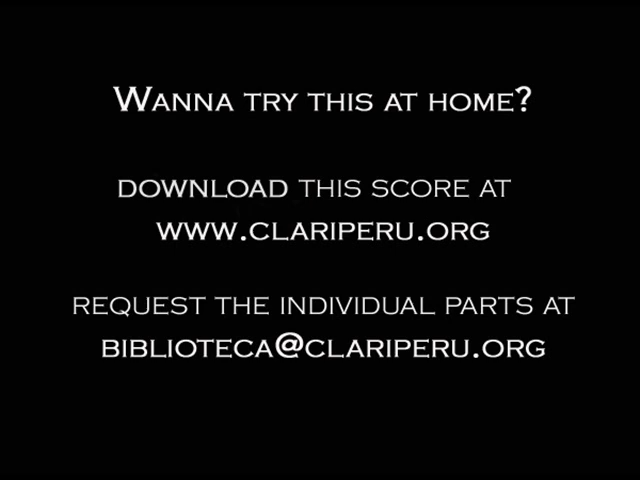 Wanna try this at home?
download this score at
www.clariperu.org
request the individual parts at
biblioteca@clariperu.org